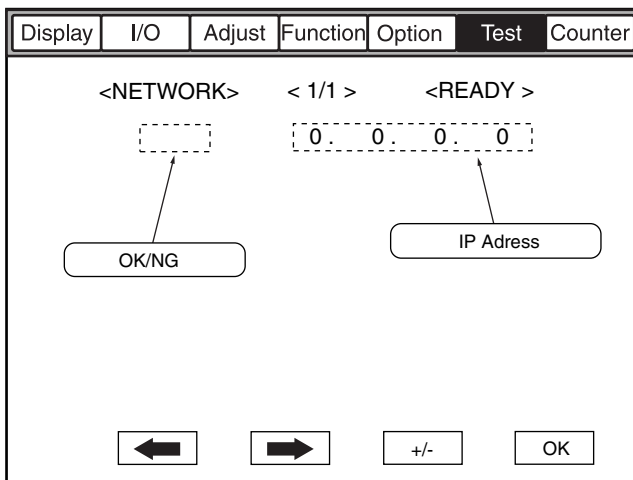 Display I/O Adjust Function Option Test Counter
<NETWORK> < 1/1 > <READY >
0. 0. 0. 0
OK/NG
IP Adress
+/- OK